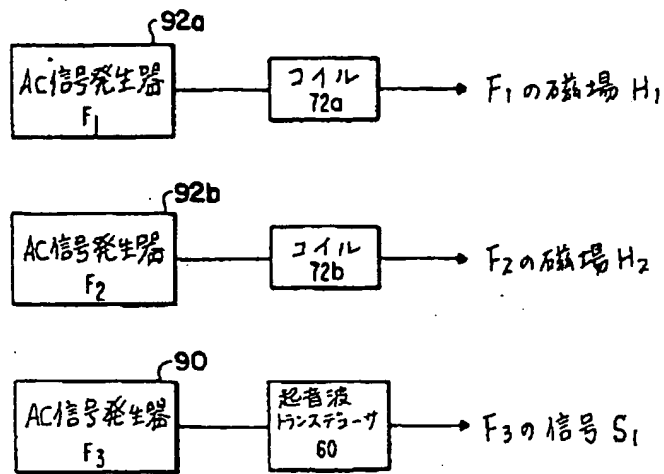 92a
AC信号発生器
F1
コイル
72a
F1の磁場 H1
92b
AC信号発生器
F2
コイル
72b
F2の磁場 H2
90
AC信号発生器
F3
起音波
トランスデューサ
60
F3の信号 S1